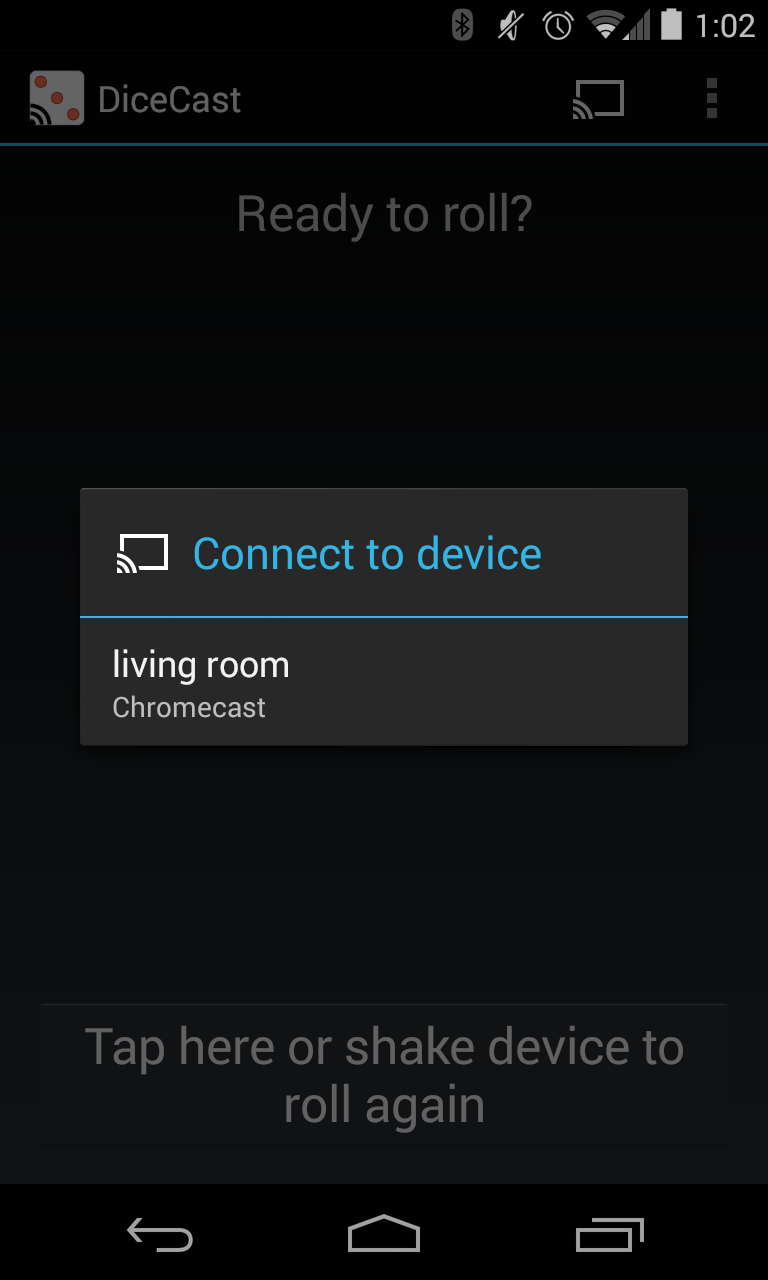 1:02
DiceCast
Ready to roll?
Connect to device
living room
Chromecast
Tap here or shake device to
roll again